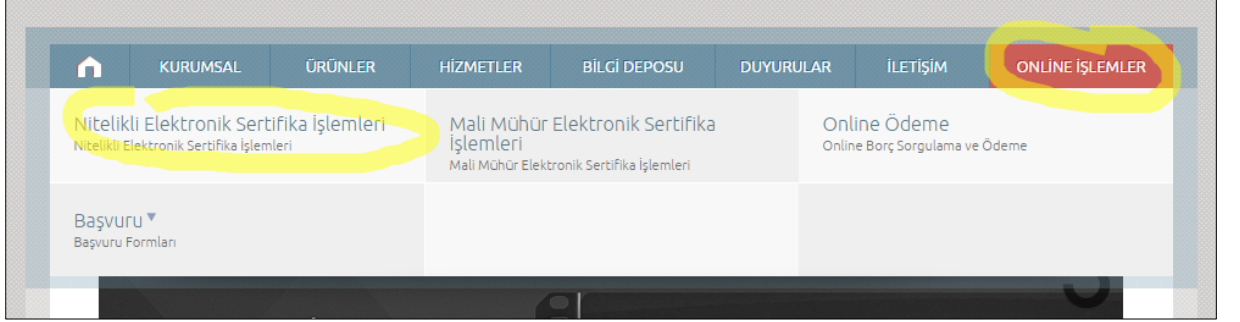 KURUMSAL ÜRÜNLER HİZMETLER BİLGİ DEPOSU DUYURULAR İLETİŞİM ONLİNE İŞLEMLER
Nitelikli Elektronik Sertifika İşlemleri
Nitelikli Elektronik Sertifika İşlemleri
Mali Mühür Elektronik Sertifika
İşlemleri
Mali Mühür Elektronik Sertifika İşlemleri
Online Ödeme
Online Borç Sorgulama ve Ödeme
Başvuru
Başvuru Formları